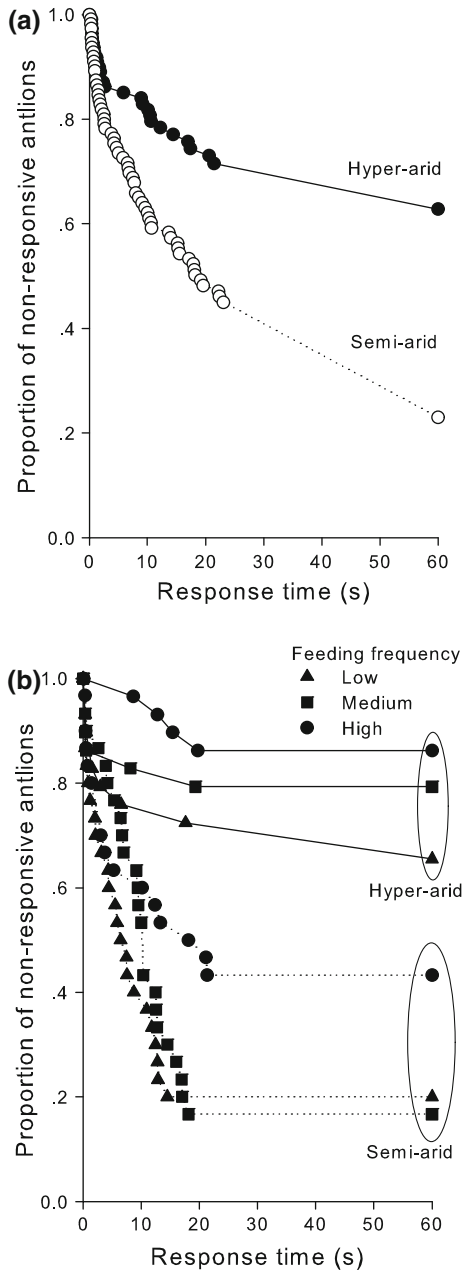 (a)
Proportion of non-responsive antlions
1.0
.8
.6
.4
.2
0.0
Hyper-arid
Semi-arid
0 10 20 30 40 50 60
Response time (s)
(b)
Proportion of non-responsive antlions
Feeding frequency
Low
Medium
High
1.0
.8
.6
.4
.2
0.0
Hyper-arid
Semi-arid
0 10 20 30 40 50 60
Response time (s)